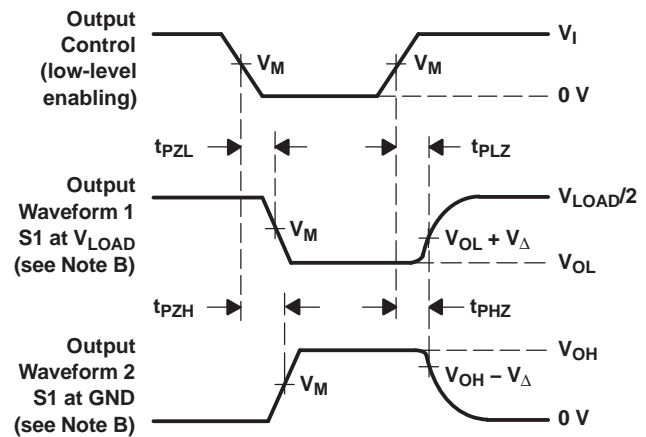 Output
Control
(low-level
enabling)
V_M
V_M
V_I
0 V
t_PZL
t_PLZ
Output
Waveform 1
S1 at V_LOAD
(see Note B)
V_M
V_LOAD/2
V_OL + V_Δ
V_OL
t_PZH
t_PHZ
Output
Waveform 2
S1 at GND
(see Note B)
V_M
V_OH
V_OH – V_Δ
0 V